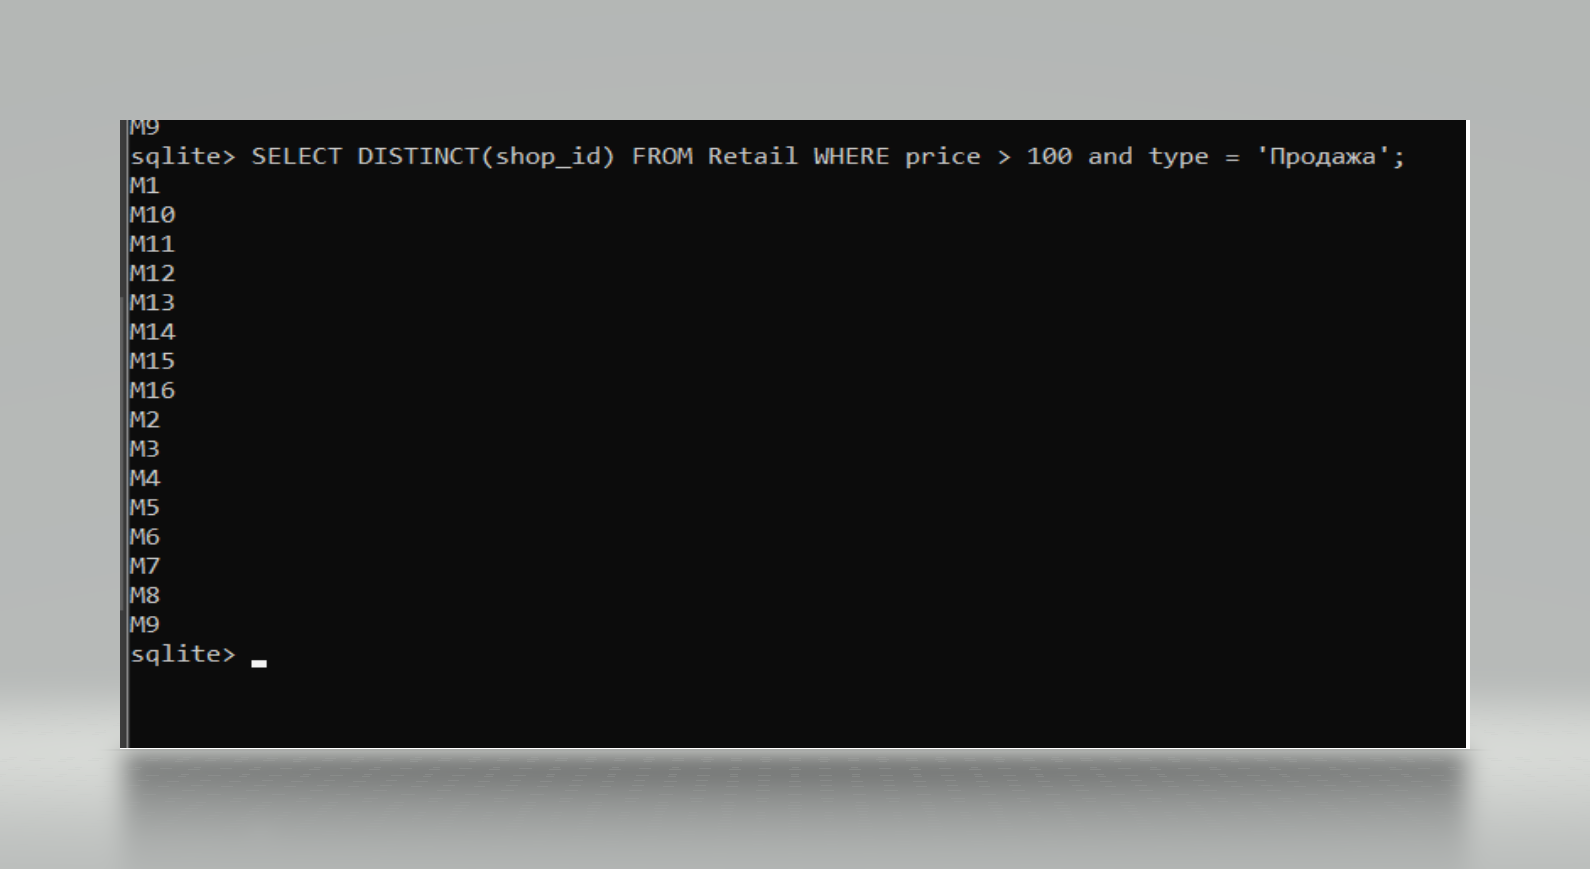 M9
sqlite> SELECT DISTINCT(shop_id) FROM Retail WHERE price > 100 and type = 'Продажа';
M1
M10
M11
M12
M13
M14
M15
M16
M2
M3
M4
M5
M6
M7
M8
M9
sqlite>